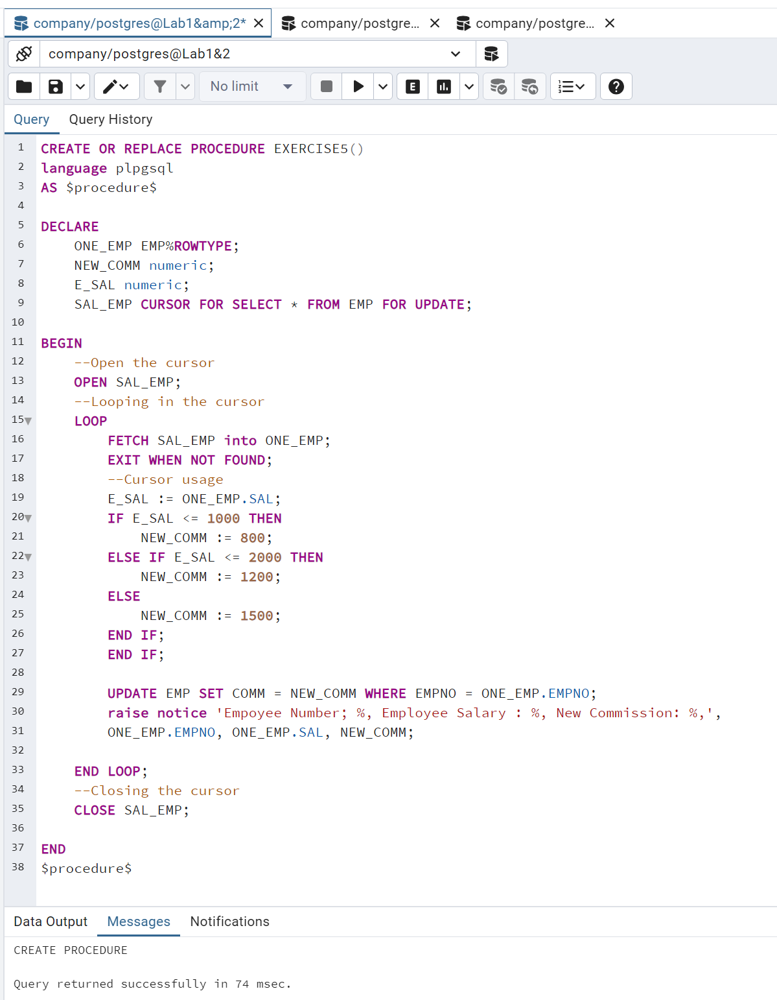 company/postgres@Lab1&amp;2*
company/postgre...
company/postgre...
company/postgres@Lab1&2
No limit
E
Query
Query History
1 CREATE OR REPLACE PROCEDURE EXERCISE5()
2 language plpgsql
3 AS $procedure$
4
5 DECLARE
6 ONE_EMP EMP%ROWTYPE;
7 NEW_COMM numeric;
8 E_SAL numeric;
9 SAL_EMP CURSOR FOR SELECT * FROM EMP FOR UPDATE;
10
11 BEGIN
12 --Open the cursor
13 OPEN SAL_EMP;
14 --Looping in the cursor
15 LOOP
16 FETCH SAL_EMP into ONE_EMP;
17 EXIT WHEN NOT FOUND;
18 --Cursor usage
19 E_SAL := ONE_EMP.SAL;
20 IF E_SAL <= 1000 THEN
21 NEW_COMM := 800;
22 ELSE IF E_SAL <= 2000 THEN
23 NEW_COMM := 1200;
24 ELSE
25 NEW_COMM := 1500;
26 END IF;
27 END IF;
28
29 UPDATE EMP SET COMM = NEW_COMM WHERE EMPNO = ONE_EMP.EMPNO;
30 raise notice 'Empoyee Number; %, Employee Salary : %, New Commission: %,',
31 ONE_EMP.EMPNO, ONE_EMP.SAL, NEW_COMM;
32
33 END LOOP;
34 --Closing the cursor
35 CLOSE SAL_EMP;
36
37 END
38 $procedure$
Data Output
Messages
Notifications
CREATE PROCEDURE
Query returned successfully in 74 msec.